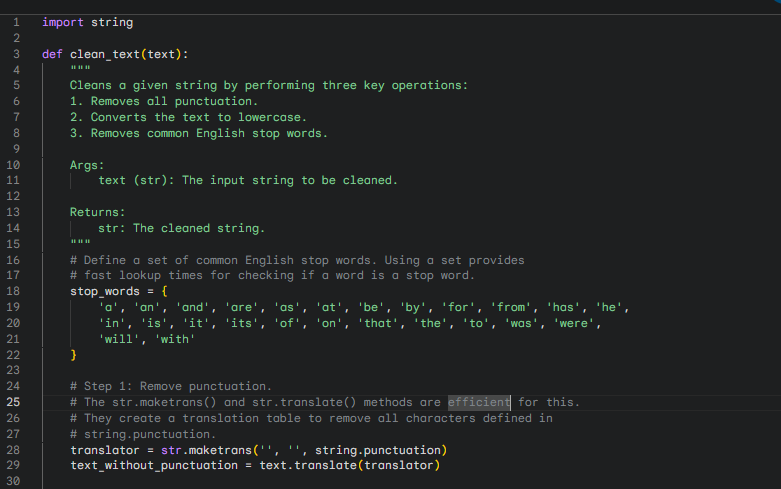 1 import string
2
3 def clean_text(text):
4     """
5     Cleans a given string by performing three key operations:
6     1. Removes all punctuation.
7     2. Converts the text to lowercase.
8     3. Removes common English stop words.
9
10     Args:
11         text (str): The input string to be cleaned.
12
13     Returns:
14         str: The cleaned string.
15     """
16     # Define a set of common English stop words. Using a set provides
17     # fast lookup times for checking if a word is a stop word.
18     stop_words = {
19         'a', 'an', 'and', 'are', 'as', 'at', 'be', 'by', 'for', 'from', 'has', 'he',
20         'in', 'is', 'it', 'its', 'of', 'on', 'that', 'the', 'to', 'was', 'were',
21         'will', 'with'
22     }
23
24     # Step 1: Remove punctuation.
25     # The str.maketrans() and str.translate() methods are efficient for this.
26     # They create a translation table to remove all characters defined in
27     # string.punctuation.
28     translator = str.maketrans('', '', string.punctuation)
29     text_without_punctuation = text.translate(translator)
30